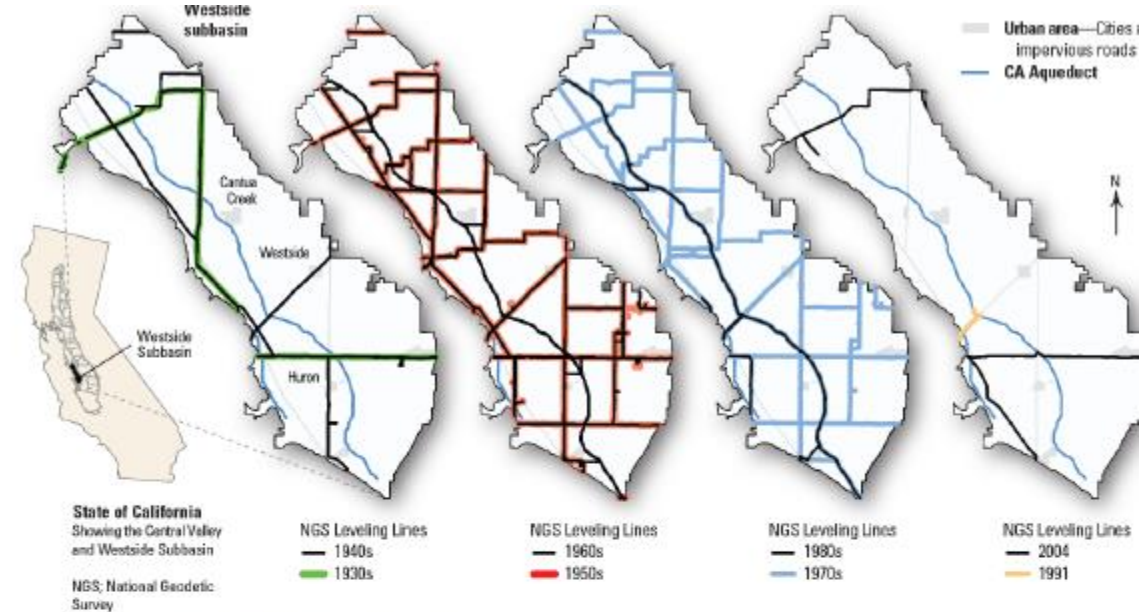 Westside
subbasin
Urban area—Cities a
impervious roads
CA Aqueduct
Cantua
Creek
N
Westside
Westside
Subbasin
Huron
State of California
Showing the Central Valley
and Westside Subbasin
NGS; National Geodetic
Survey
NGS Leveling Lines
1940s
1930s
NGS Leveling Lines
1960s
1950s
NGS Leveling Lines
1980s
1970s
NGS Leveling Lines
2004
1991